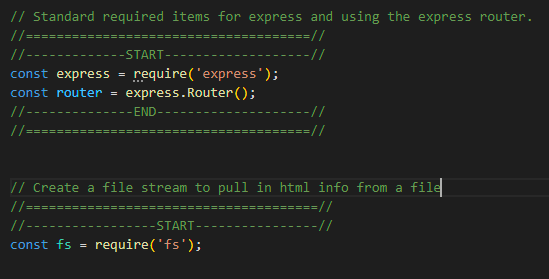 // Standard required items for express and using the express router.
//==================================//
//-------------START------------------//
const express = require('express');
const router = express.Router();
//--------------END--------------------//
//==================================//
// Create a file stream to pull in html info from a file
//===================================//
//-----------------START----------------//
const fs = require('fs');